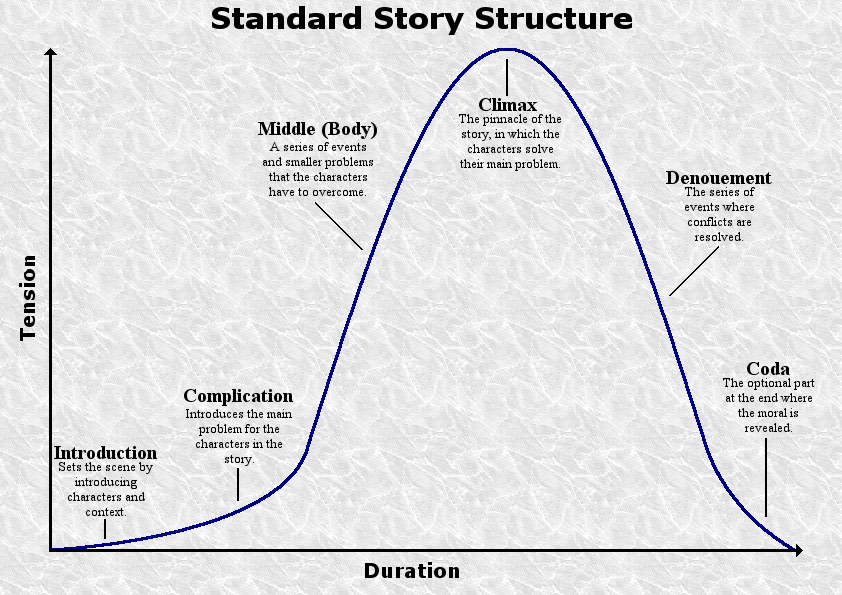 Standard Story Structure
Climax
The pinnacle of the
story, in which the
characters solve
their main problem.
Middle (Body)
A series of events
and smaller problems
that the characters
have to overcome.
Denouement
The series of
events where
conflicts are
resolved.
Tension
Coda
The optional part
at the end where
the moral is
revealed.
Complication
Introduces the main
problem for the
characters in the
story.
Introduction
Sets the scene by
introducing
characters and
context.
Duration